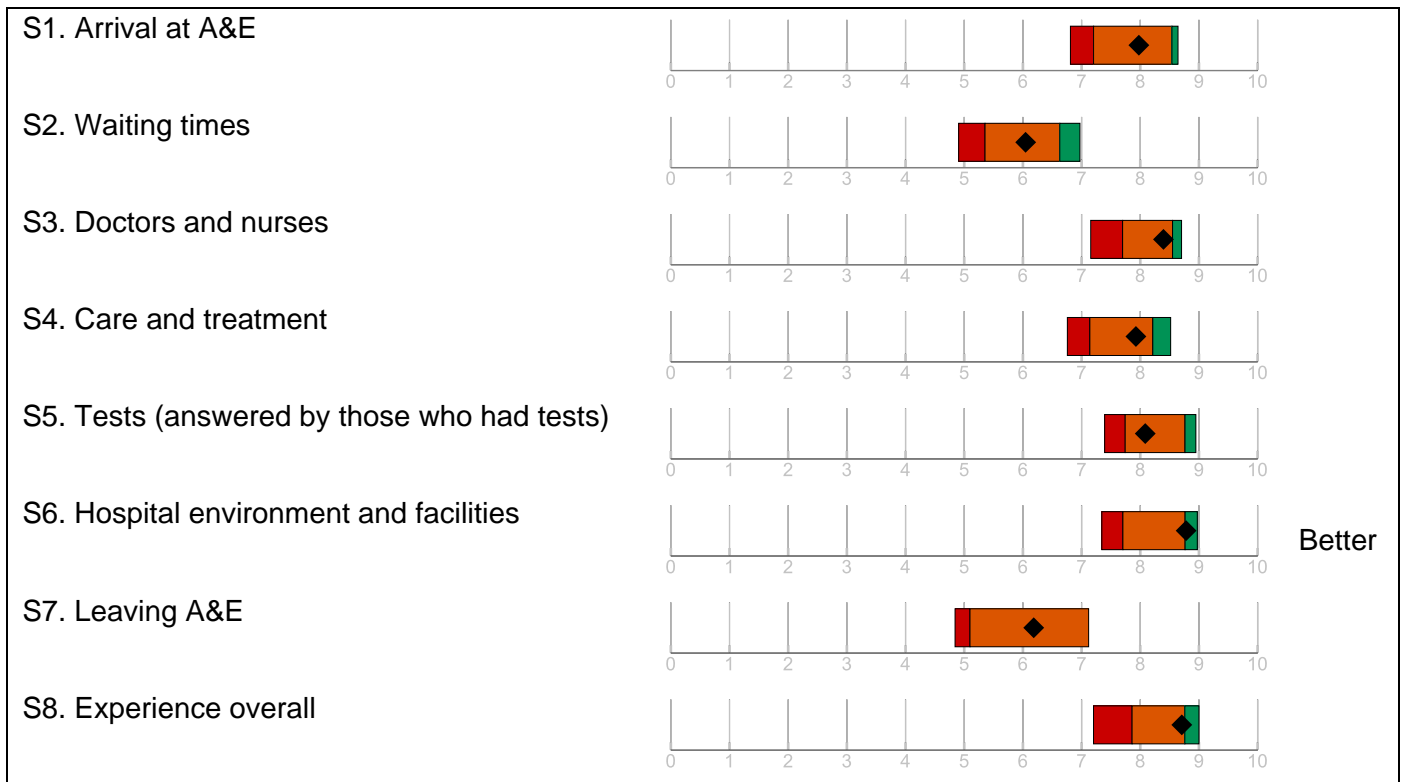 S1. Arrival at A&E
0 1 2 3 4 5 6 7 8 9 10
S2. Waiting times
0 1 2 3 4 5 6 7 8 9 10
S3. Doctors and nurses
0 1 2 3 4 5 6 7 8 9 10
S4. Care and treatment
0 1 2 3 4 5 6 7 8 9 10
S5. Tests (answered by those who had tests)
0 1 2 3 4 5 6 7 8 9 10
S6. Hospital environment and facilities
Better
0 1 2 3 4 5 6 7 8 9 10
S7. Leaving A&E
0 1 2 3 4 5 6 7 8 9 10
S8. Experience overall
0 1 2 3 4 5 6 7 8 9 10